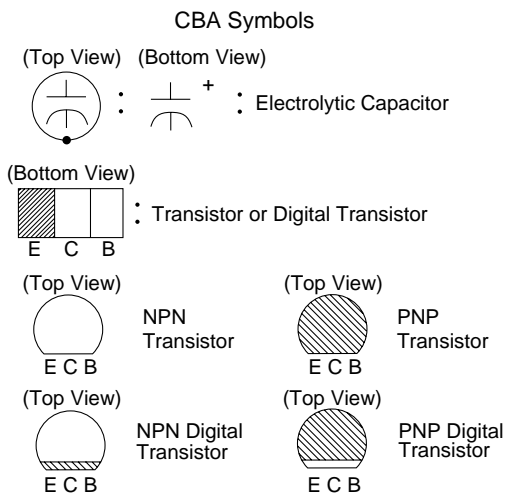 CBA Symbols
(Top View) (Bottom View)
+
: : Electrolytic Capacitor
(Bottom View)
: Transistor or Digital Transistor
E C B
(Top View)
NPN
Transistor
E C B
(Top View)
PNP
Transistor
E C B
(Top View)
NPN Digital
Transistor
E C B
(Top View)
PNP Digital
Transistor
E C B